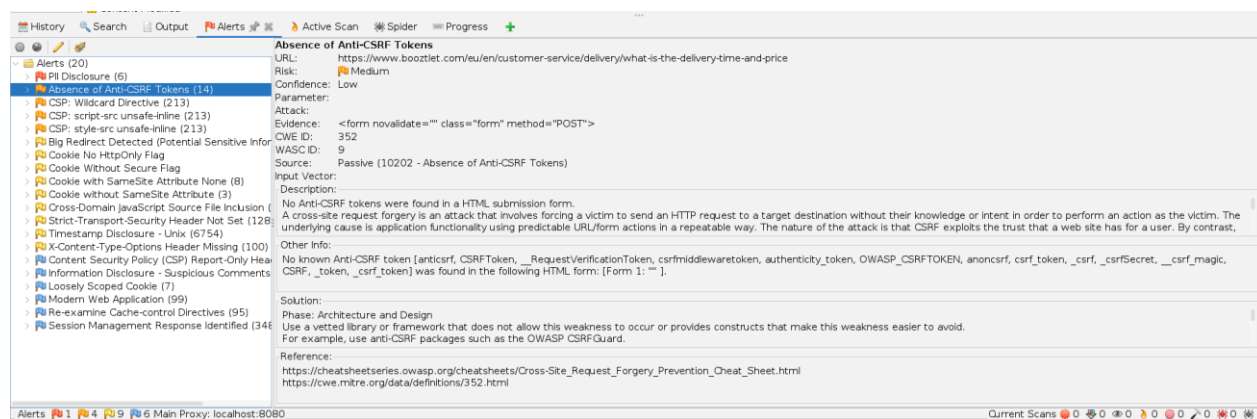 History Search Output Alerts Active Scan Spider Progress
Alerts (20)
PII Disclosure (6)
Absence of Anti-CSRF Tokens (14)
CSP: Wildcard Directive (213)
CSP: script-src unsafe-inline (213)
CSP: style-src unsafe-inline (213)
Big Redirect Detected (Potential Sensitive Infor
Cookie No HttpOnly Flag
Cookie Without Secure Flag
Cookie with SameSite Attribute None (8)
Cookie without SameSite Attribute (3)
Cross-Domain JavaScript Source File Inclusion (
Strict-Transport-Security Header Not Set (128
Timestamp Disclosure - Unix (6754)
X-Content-Type-Options Header Missing (100)
Content Security Policy (CSP) Report-Only Hea
Information Disclosure - Suspicious Comments
Loosely Scoped Cookie (7)
Modern Web Application (99)
Re-examine Cache-control Directives (95)
Session Management Response Identified (348
Absence of Anti-CSRF Tokens
URL: https://www.booztlet.com/eu/en/customer-service/delivery/what-is-the-delivery-time-and-price
Risk: Medium
Confidence: Low
Parameter:
Attack:
Evidence: <form novalidate="" class="form" method="POST">
CWE ID: 352
WASC ID: 9
Source: Passive (10202 - Absence of Anti-CSRF Tokens)
Input Vector:
Description:
No Anti-CSRF tokens were found in a HTML submission form.
A cross-site request forgery is an attack that involves forcing a victim to send an HTTP request to a target destination without their knowledge or intent in order to perform an action as the victim. The
underlying cause is application functionality using predictable URL/form actions in a repeatable way. The nature of the attack is that CSRF exploits the trust that a web site has for a user. By contrast,
Other Info:
No known Anti-CSRF token [anticsrf, CSRFToken, __RequestVerificationToken, csrfmiddlewaretoken, authenticity_token, OWASP_CSRFTOKEN, anoncsrf, csrf_token, _csrf, _csrfSecret, __csrf_magic,
CSRF, _token, _csrf_token] was found in the following HTML form: [Form 1: "" ].
Solution:
Phase: Architecture and Design
Use a vetted library or framework that does not allow this weakness to occur or provides constructs that make this weakness easier to avoid.
For example, use anti-CSRF packages such as the OWASP CSRFGuard.
Reference:
https://cheatsheetseries.owasp.org/cheatsheets/Cross-Site_Request_Forgery_Prevention_Cheat_Sheet.html
https://cwe.mitre.org/data/definitions/352.html
Alerts 1 4 9 6 Main Proxy: localhost:8080
Current Scans 0 0 0 0 0 0 0